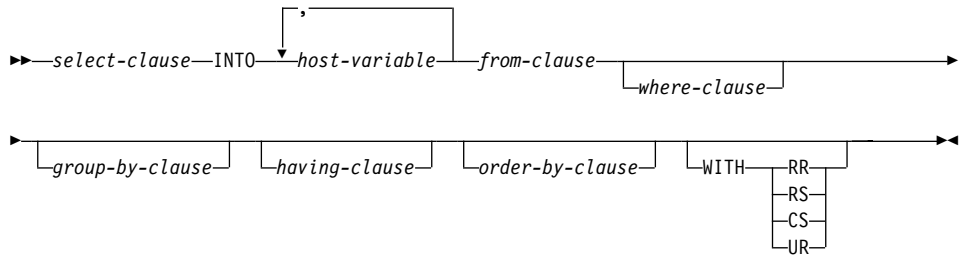 ,
select-clause INTO host-variable from-clause
where-clause
group-by-clause having-clause order-by-clause WITH RR
RS
CS
UR